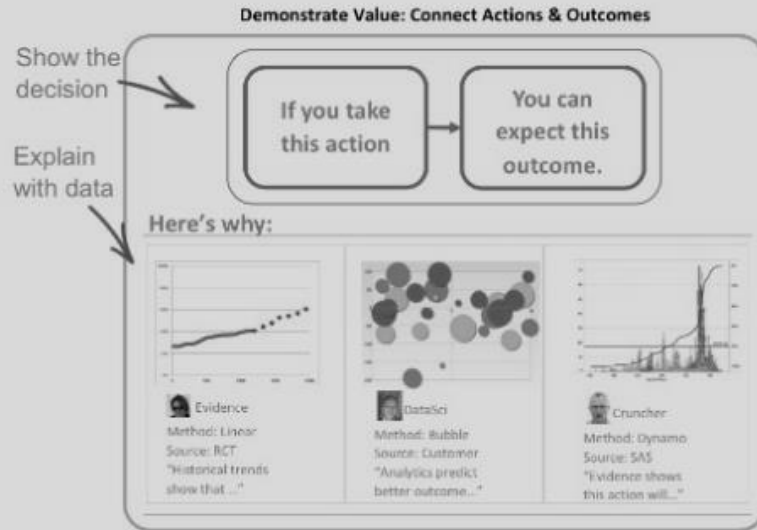 Demonstrate Value: Connect Actions & Outcomes
Show the
decision
If you take
this action
You can
expect this
outcome.
Explain
with data
Here's why:
Evidence
Method: Linear
Source: RCT
"Historical trends
show that ..."
DataSci
Method: Bubble
Source: Customer
"Analytics predict
better outcome..."
Cruncher
Method: Dynamo
Source: SAS
"Evidence shows
this action will..."